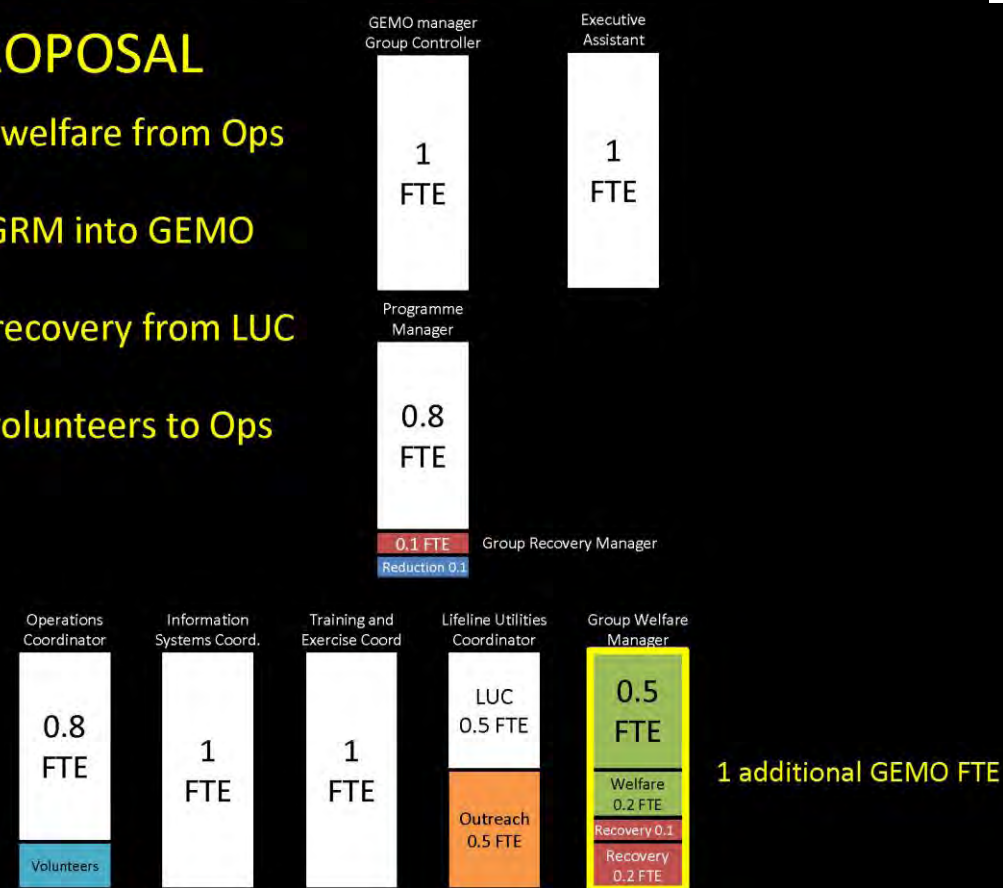 OPOSAL
welfare from Ops
GRM into GEMO
recovery from LUC
volunteers to Ops
GEMO manager
Group Controller
1
FTE
Executive
Assistant
1
FTE
Programme
Manager
0.8
FTE
0.1 FTE
Group Recovery Manager
Reduction 0.1
Operations
Coordinator
0.8
FTE
Volunteers
Information
Systems Coord.
1
FTE
Training and
Exercise Coord
1
FTE
Lifeline Utilities
Coordinator
LUC
0.5 FTE
Outreach
0.5 FTE
Group Welfare
Manager
0.5
FTE
Welfare
0.2 FTE
Recovery 0.1
Recovery
0.2 FTE
1 additional GEMO FTE